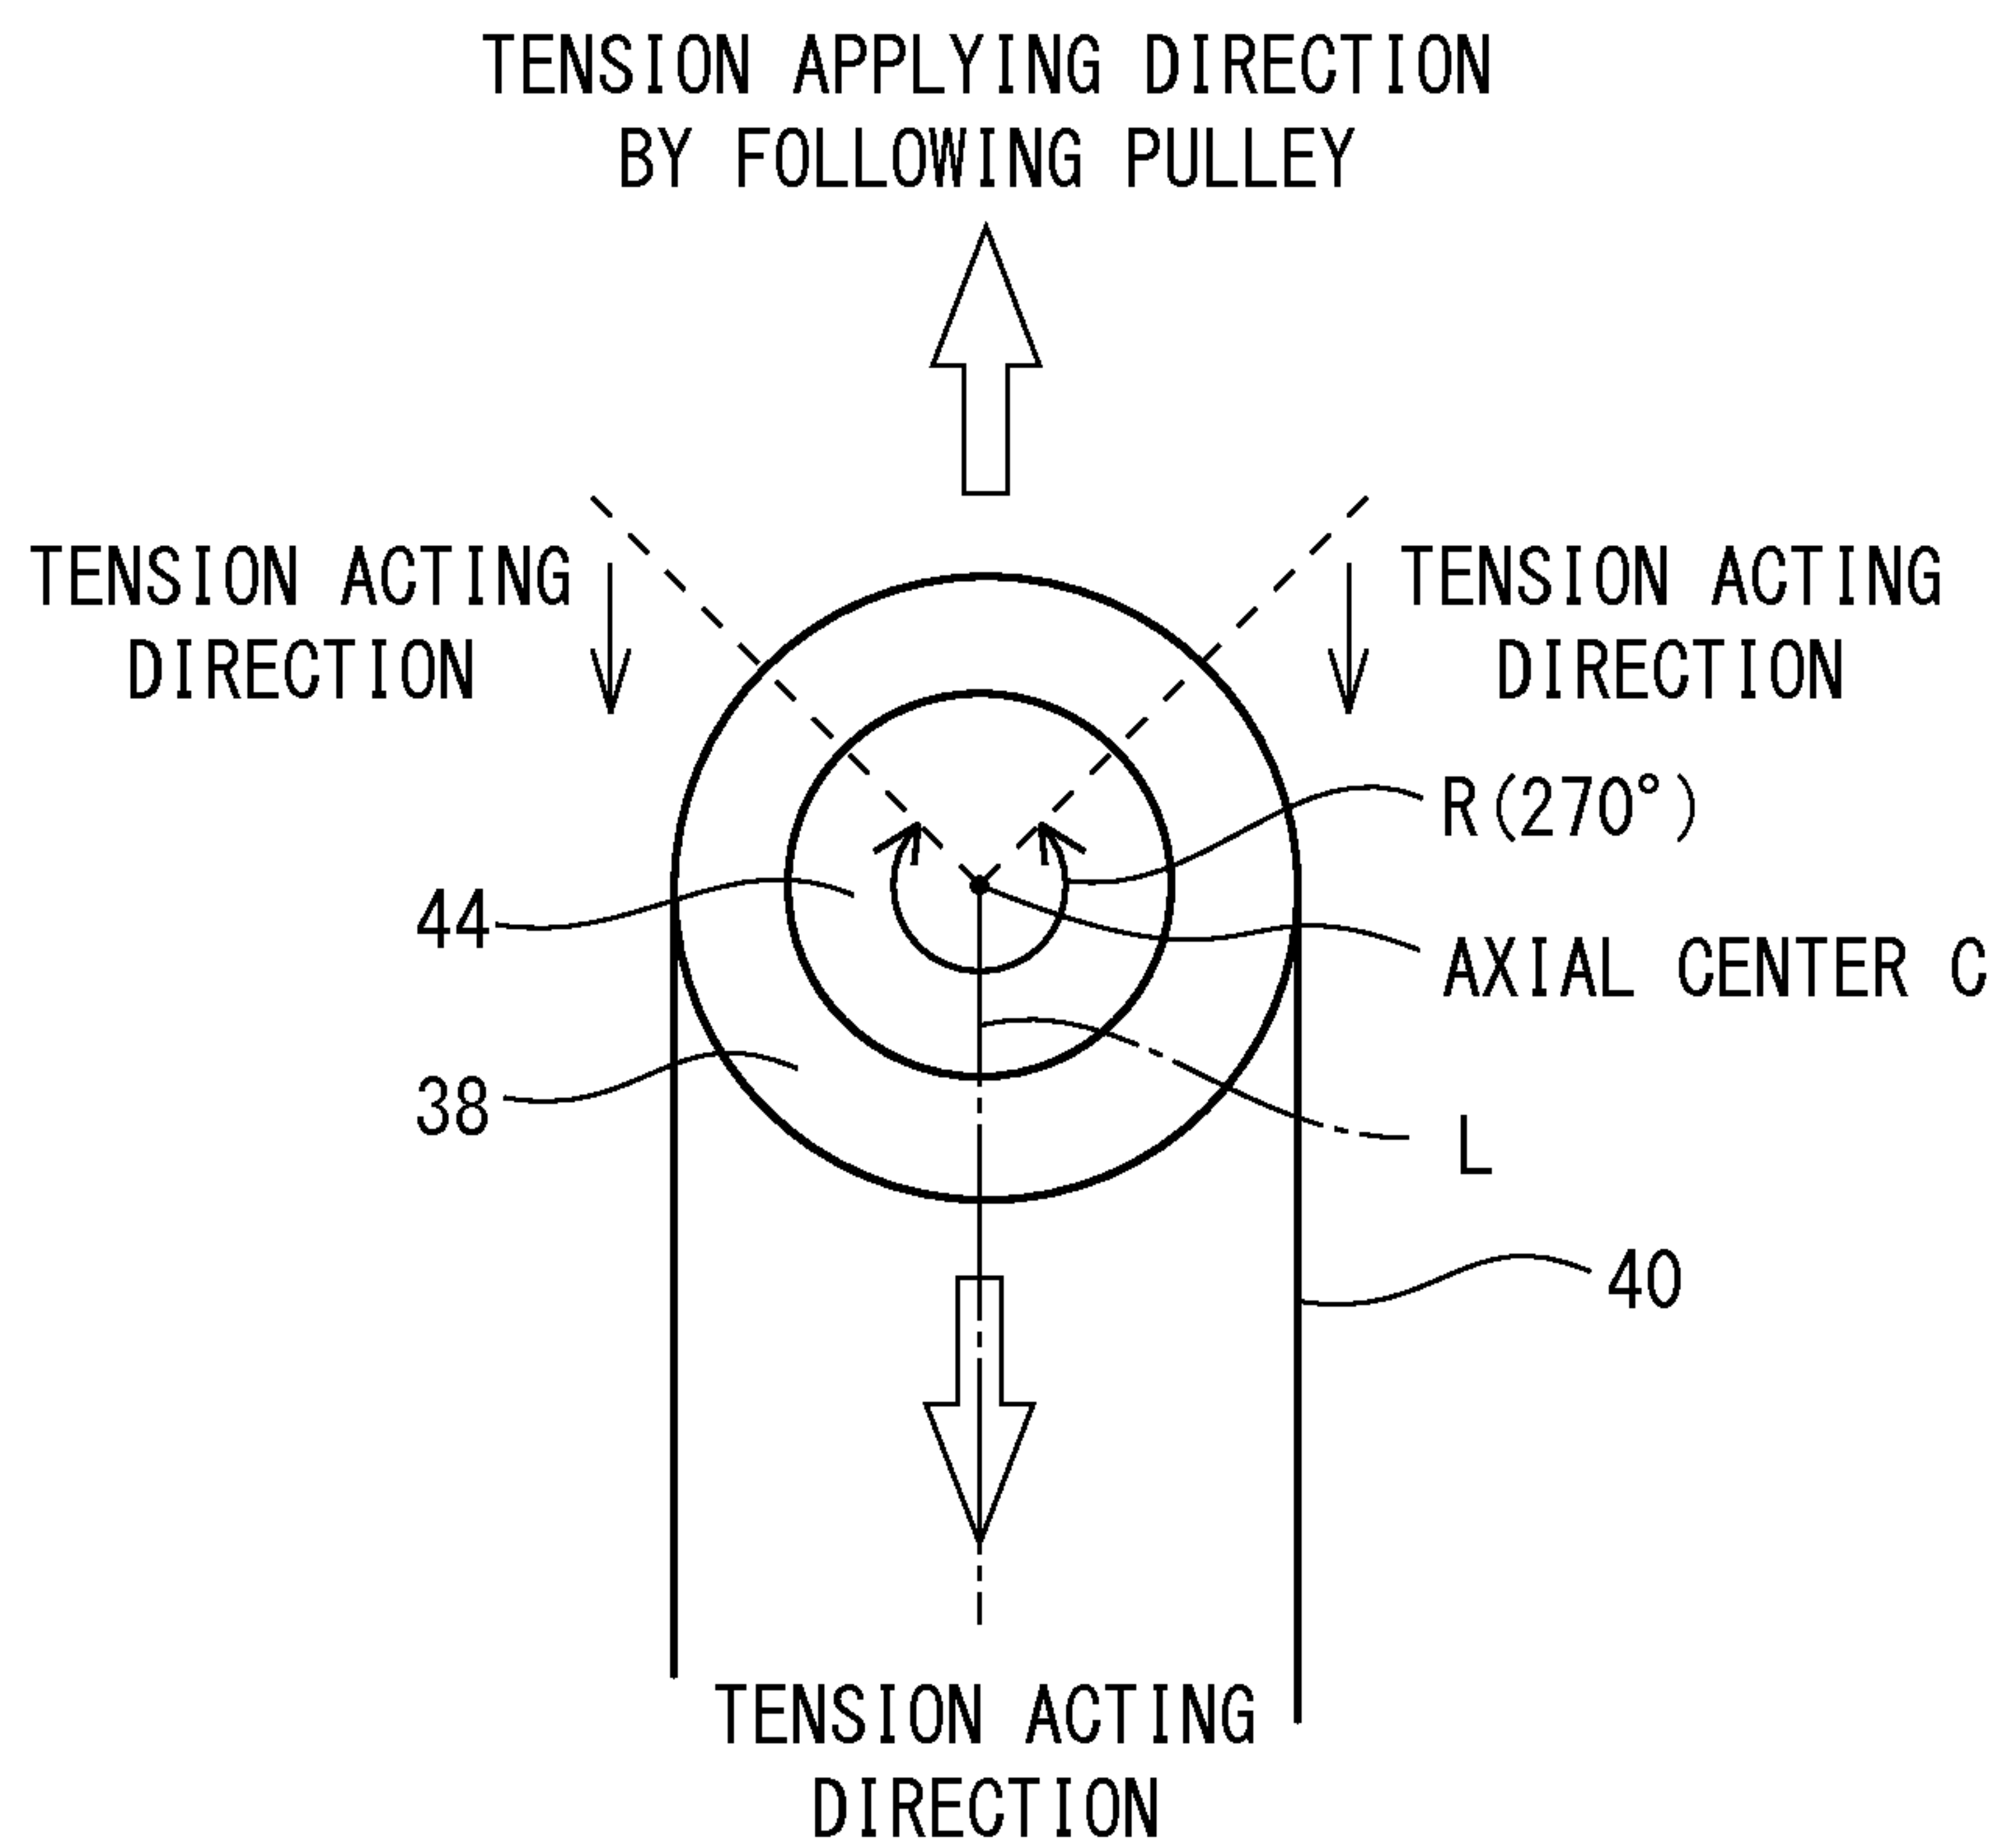 TENSION APPLYING DIRECTION
BY FOLLOWING PULLEY
TENSION ACTING
DIRECTION
TENSION ACTING
DIRECTION
R(270°)
44
AXIAL CENTER C
38
L
40
TENSION ACTING
DIRECTION